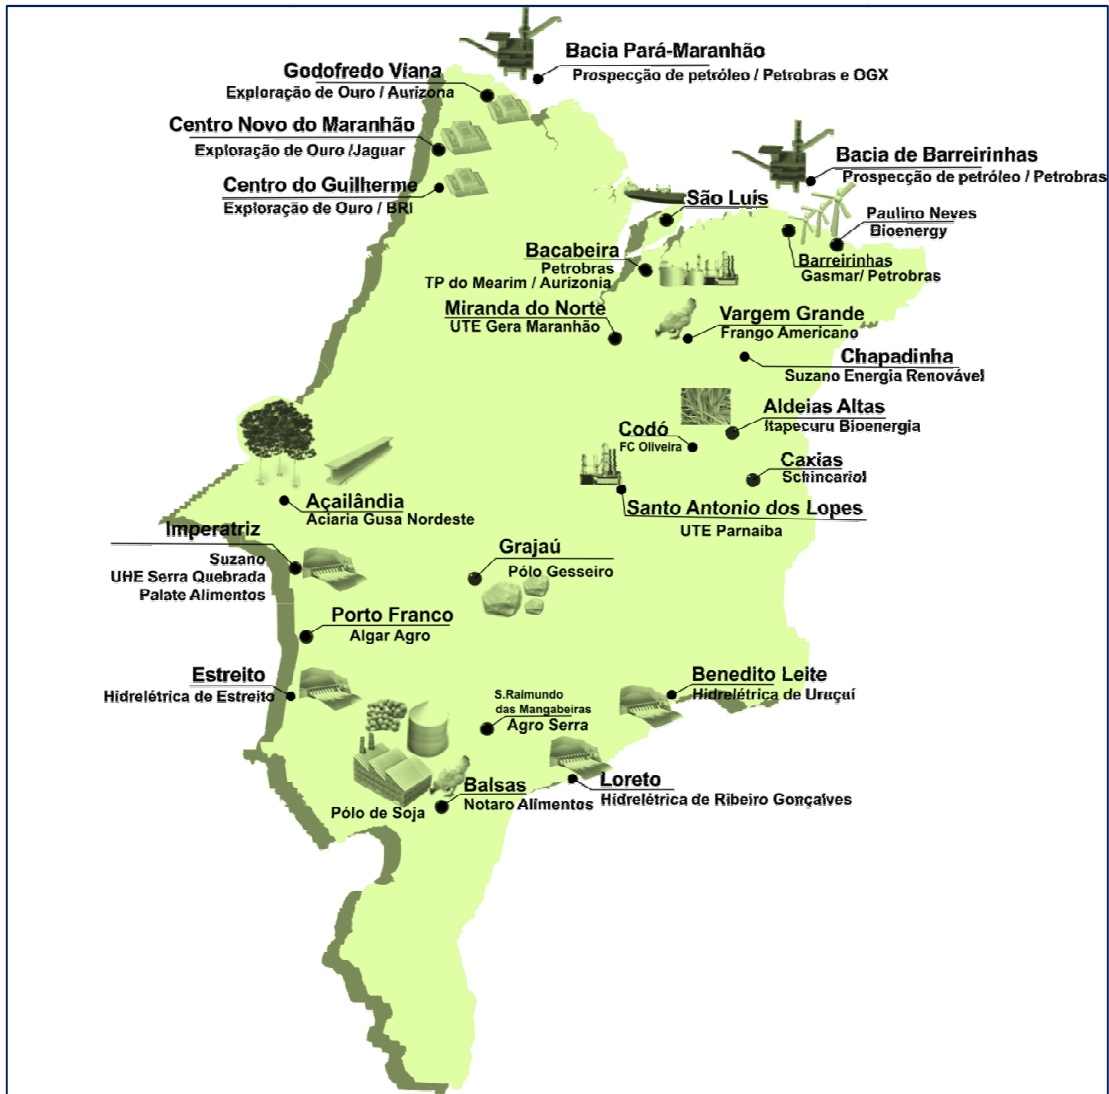 Bacia Pará-Maranhão
Prospecção de petróleo / Petrobras e OGX
Godofredo Viana
Exploração de Ouro / Aurizona
Centro Novo do Maranhão
Exploração de Ouro /Jaguar
Centro do Guilherme
Exploração de Ouro / BRI
Bacia de Barreirinhas
Prospecção de petróleo / Petrobras
São Luís
Paulino Neves
Bioenergy
Barreirinhas
Gasmar/ Petrobras
Bacabeira
Petrobras
TP do Mearim / Aurizonia
Miranda do Norte
UTE Gera Maranhão
Vargem Grande
Frango Americano
Chapadinha
Suzano Energia Renovável
Aldeias Altas
Itapecuru Bioenergia
Codó
FC Oliveira
Caxias
Schincariol
Santo Antonio dos Lopes
UTE Parnaíba
Açailândia
Aciaria Gusa Nordeste
Imperatriz
Suzano
UHE Serra Quebrada
Palate Alimentos
Grajaú
Pólo Gesseiro
Porto Franco
Algar Agro
Estreito
Hidrelétrica de Estreito
Benedito Leite
Hidrelétrica de Uruçuí
S.Raimundo
das Mangabeiras
Agro Serra
Balsas
Notaro Alimentos
Pólo de Soja
Loreto
Hidrelétrica de Ribeiro Gonçalves